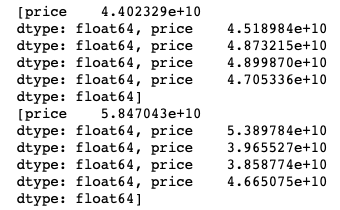 [price    4.402329e+10
dtype: float64, price    4.518984e+10
dtype: float64, price    4.873215e+10
dtype: float64, price    4.899870e+10
dtype: float64, price    4.705336e+10
dtype: float64]
[price    5.847043e+10
dtype: float64, price    5.389784e+10
dtype: float64, price    3.965527e+10
dtype: float64, price    3.858774e+10
dtype: float64, price    4.665075e+10
dtype: float64]